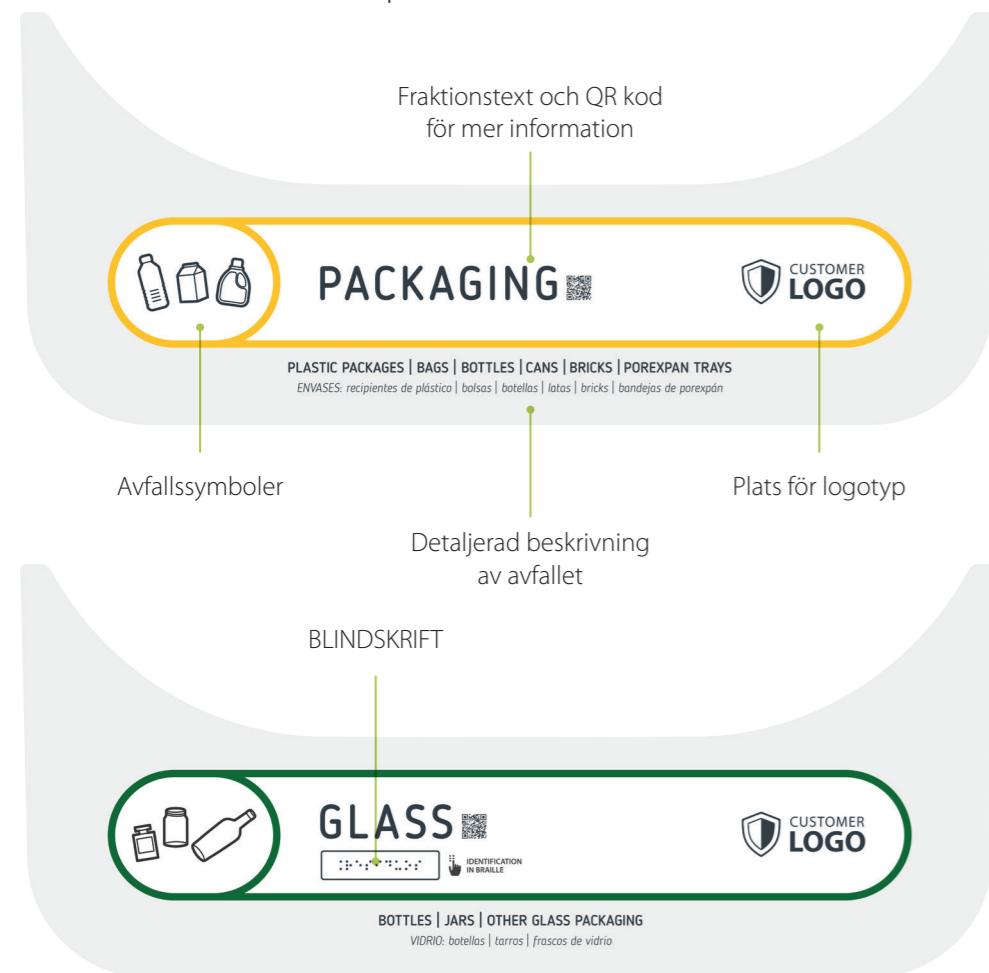 Fraktionstext och QR kod
för mer information
PACKAGING
CUSTOMER
LOGO
PLASTIC PACKAGES | BAGS | BOTTLES | CANS | BRICKS | POREXPAN TRAYS
ENVASES: recipientes de plástico | bolsas | botellas | latas | bricks | bandejas de porexpán
Avfallssymboler
Plats för logotyp
Detaljerad beskrivning
av avfallet
BLINDSKRIFT
GLASS
CUSTOMER
LOGO
IDENTIFICATION
IN BRAILLE
BOTTLES | JARS | OTHER GLASS PACKAGING
VIDRIO: botellas | tarros | frascos de vidrio